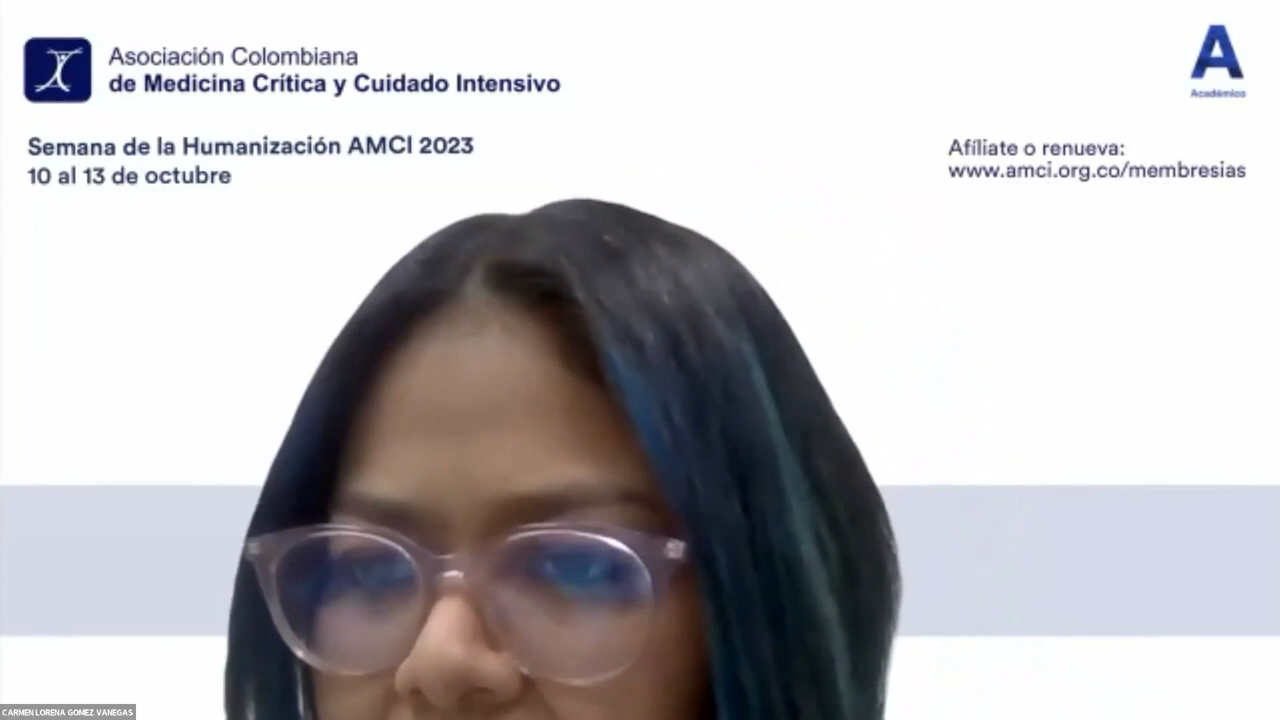 Asociación Colombiana
de Medicina Crítica y Cuidado Intensivo
A
Académico
Semana de la Humanización AMCI 2023
10 al 13 de octubre
Afíliate o renueva:
www.amci.org.co/membresias
CARMEN LORENA GOMEZ VANEGAS